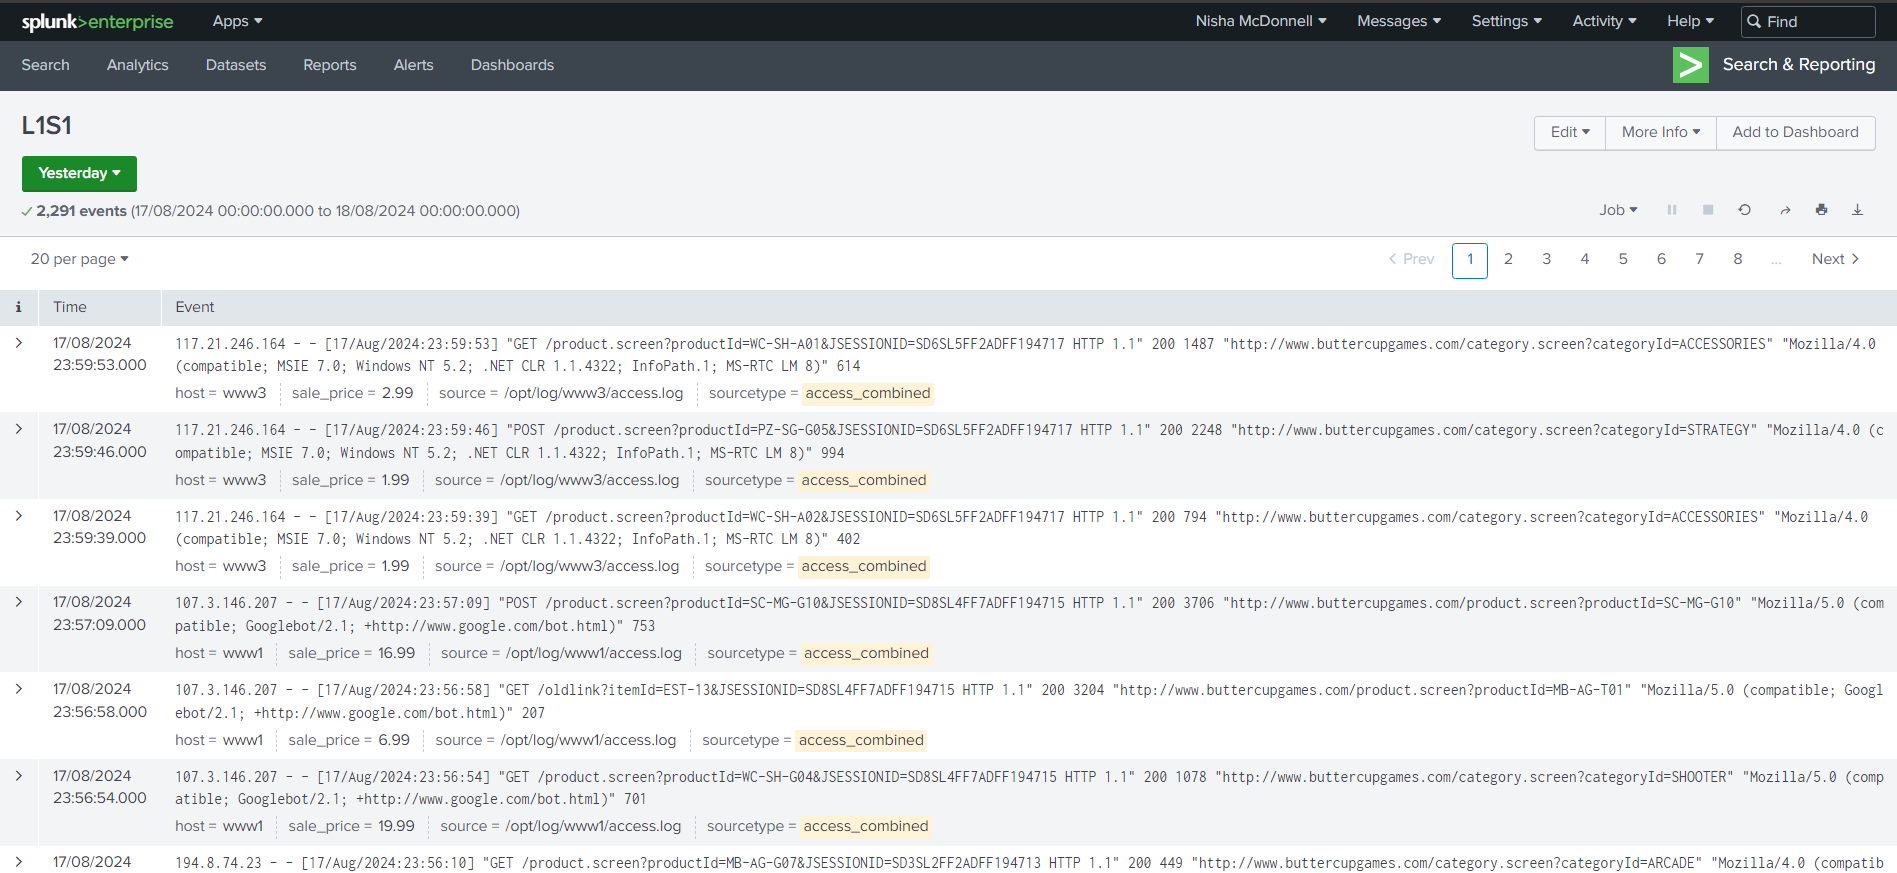 splunk>enterprise Apps Nisha McDonnell Messages Settings Activity Help Find
Search Analytics Datasets Reports Alerts Dashboards Search & Reporting
L1S1
Edit More Info Add to Dashboard
Yesterday
2,291 events (17/08/2024 00:00:00.000 to 18/08/2024 00:00:00.000)
Job
20 per page
Prev 1 2 3 4 5 6 7 8 ... Next
i Time Event
17/08/2024 23:59:53.000
117.21.246.164 - - [17/Aug/2024:23:59:53] "GET /product.screen?productId=WC-SH-A01&JSESSIONID=SD6SL5FF2ADFF194717 HTTP 1.1" 200 1487 "http://www.buttercupgames.com/category.screen?categoryId=ACCESSORIES" "Mozilla/4.0
(compatible; MSIE 7.0; Windows NT 5.2; .NET CLR 1.1.4322; InfoPath.1; MS-RTC LM 8)" 614
host = www3 sale_price = 2.99 source = /opt/log/www3/access.log sourcetype = access_combined
17/08/2024 23:59:46.000
117.21.246.164 - - [17/Aug/2024:23:59:46] "POST /product.screen?productId=PZ-SG-G05&JSESSIONID=SD6SL5FF2ADFF194717 HTTP 1.1" 200 2248 "http://www.buttercupgames.com/category.screen?categoryId=STRATEGY" "Mozilla/4.0 (c
ompatible; MSIE 7.0; Windows NT 5.2; .NET CLR 1.1.4322; InfoPath.1; MS-RTC LM 8)" 994
host = www3 sale_price = 1.99 source = /opt/log/www3/access.log sourcetype = access_combined
17/08/2024 23:59:39.000
117.21.246.164 - - [17/Aug/2024:23:59:39] "GET /product.screen?productId=WC-SH-A02&JSESSIONID=SD6SL5FF2ADFF194717 HTTP 1.1" 200 794 "http://www.buttercupgames.com/category.screen?categoryId=ACCESSORIES" "Mozilla/4.0
(compatible; MSIE 7.0; Windows NT 5.2; .NET CLR 1.1.4322; InfoPath.1; MS-RTC LM 8)" 402
host = www3 sale_price = 1.99 source = /opt/log/www3/access.log sourcetype = access_combined
17/08/2024 23:57:09.000
107.3.146.207 - - [17/Aug/2024:23:57:09] "POST /product.screen?productId=SC-MG-G10&JSESSIONID=SD8SL4FF7ADFF194715 HTTP 1.1" 200 3706 "http://www.buttercupgames.com/product.screen?productId=SC-MG-G10" "Mozilla/5.0 (com
patible; Googlebot/2.1; +http://www.google.com/bot.html)" 753
host = www1 sale_price = 16.99 source = /opt/log/www1/access.log sourcetype = access_combined
17/08/2024 23:56:58.000
107.3.146.207 - - [17/Aug/2024:23:56:58] "GET /oldlink?itemId=EST-13&JSESSIONID=SD8SL4FF7ADFF194715 HTTP 1.1" 200 3204 "http://www.buttercupgames.com/product.screen?productId=MB-AG-T01" "Mozilla/5.0 (compatible; Googl
ebot/2.1; +http://www.google.com/bot.html)" 207
host = www1 sale_price = 6.99 source = /opt/log/www1/access.log sourcetype = access_combined
17/08/2024 23:56:54.000
107.3.146.207 - - [17/Aug/2024:23:56:54] "GET /product.screen?productId=WC-SH-G04&JSESSIONID=SD8SL4FF7ADFF194715 HTTP 1.1" 200 1078 "http://www.buttercupgames.com/category.screen?categoryId=SHOOTER" "Mozilla/5.0 (comp
atible; Googlebot/2.1; +http://www.google.com/bot.html)" 701
host = www1 sale_price = 19.99 source = /opt/log/www1/access.log sourcetype = access_combined
17/08/2024
194.8.74.23 - - [17/Aug/2024:23:56:10] "GET /product.screen?productId=MB-AG-G07&JSESSIONID=SD3SL2FF2ADFF194713 HTTP 1.1" 200 449 "http://www.buttercupgames.com/category.screen?categoryId=ARCADE" "Mozilla/4.0 (compatib